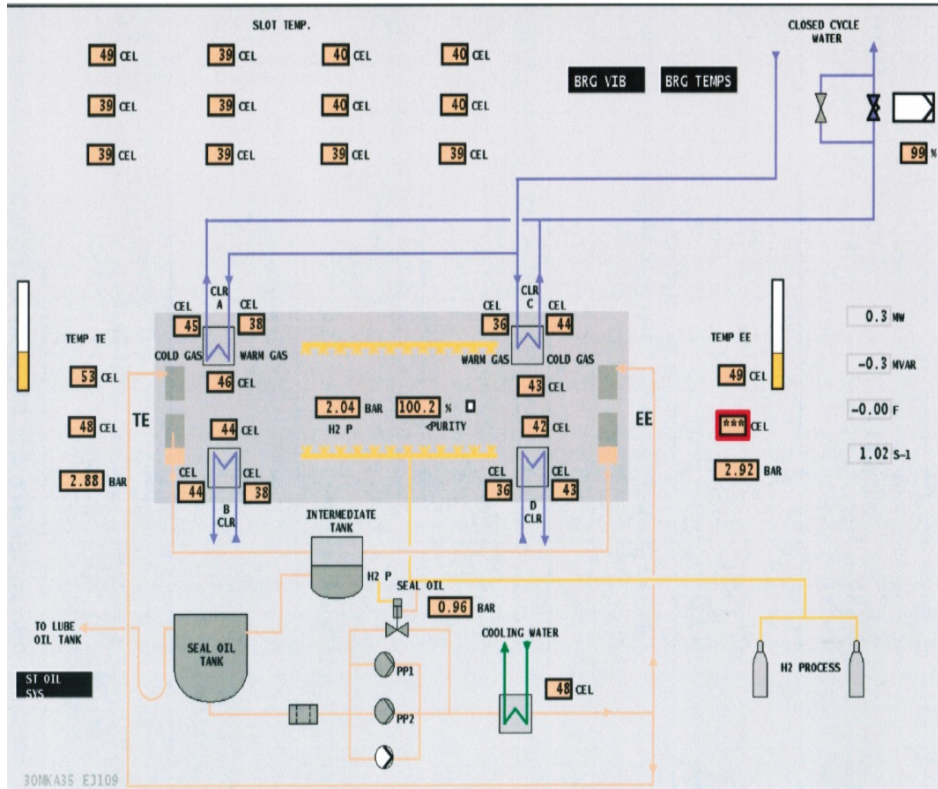 SLOT TEMP.
49 CEL 39 CEL 40 CEL 40 CEL
39 CEL 39 CEL 40 CEL 40 CEL
39 CEL 39 CEL 39 CEL 39 CEL
BRG VIB
BRG TEMPS
CLOSED CYCLE
WATER
99 %
CLR
A
CEL
45
CEL
38
COLD GAS
WARM GAS
46 CEL
CLR
C
CEL
36
CEL
44
WARM GAS
COLD GAS
43 CEL
TEMP TE
53 CEL
48 CEL
2.88 BAR
TE
44 CEL
CEL
44
CEL
38
B
CLR
2.04 BAR
H2 P
100.2 %
<PURITY
42 CEL
CEL
36
CEL
43
D
CLR
EE
TEMP EE
49 CEL
*** CEL
2.92 BAR
0.3 MW
-0.3 MVAR
-0.00 F
1.02 S-1
INTERMEDIATE
TANK
H2 P
SEAL OIL
0.96 BAR
TO LUBE
OIL TANK
SEAL OIL
TANK
ST OIL
SYS
PP1
PP2
COOLING WATER
48 CEL
H2 PROCESS
30NKA35 EJ109